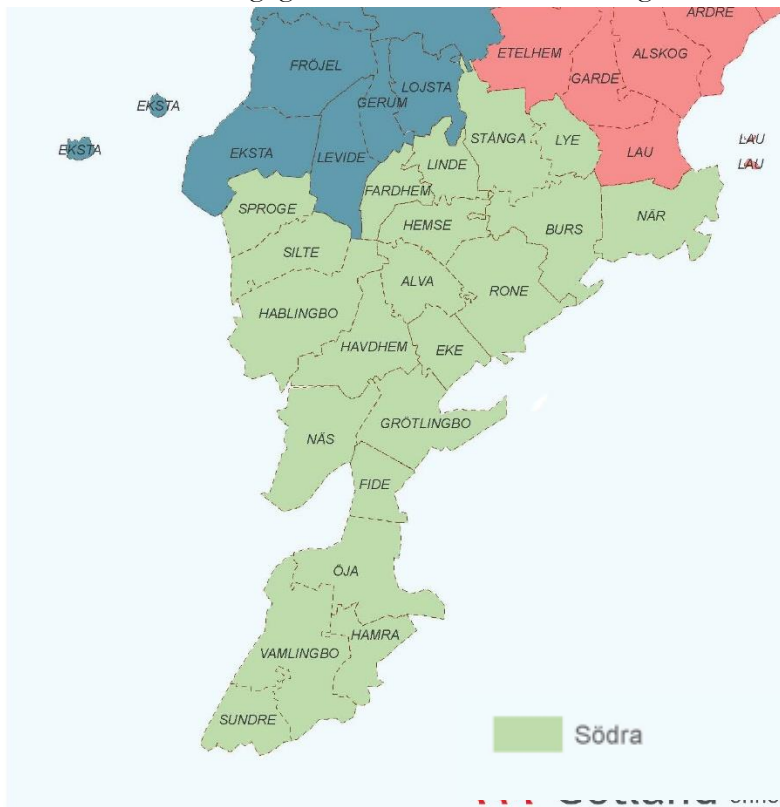 ARDRE
ETELHEM
ALSKOG
FRÖJEL
LOJSTA
GARDE
GERUM
EKSTA
STÅNGA
LYE
LAU
EKSTA
EKSTA
LEVIDE
LINDE
LAU
LAU
FARDHEM
SPROGE
NÄR
HEMSE
BURS
SILTE
ALVA
RONE
HABLINGBO
HAVDHEM
EKE
GRÖTLINGBO
NÄS
FIDE
ÖJA
HAMRA
VAMLINGBO
SUNDRE
Södra